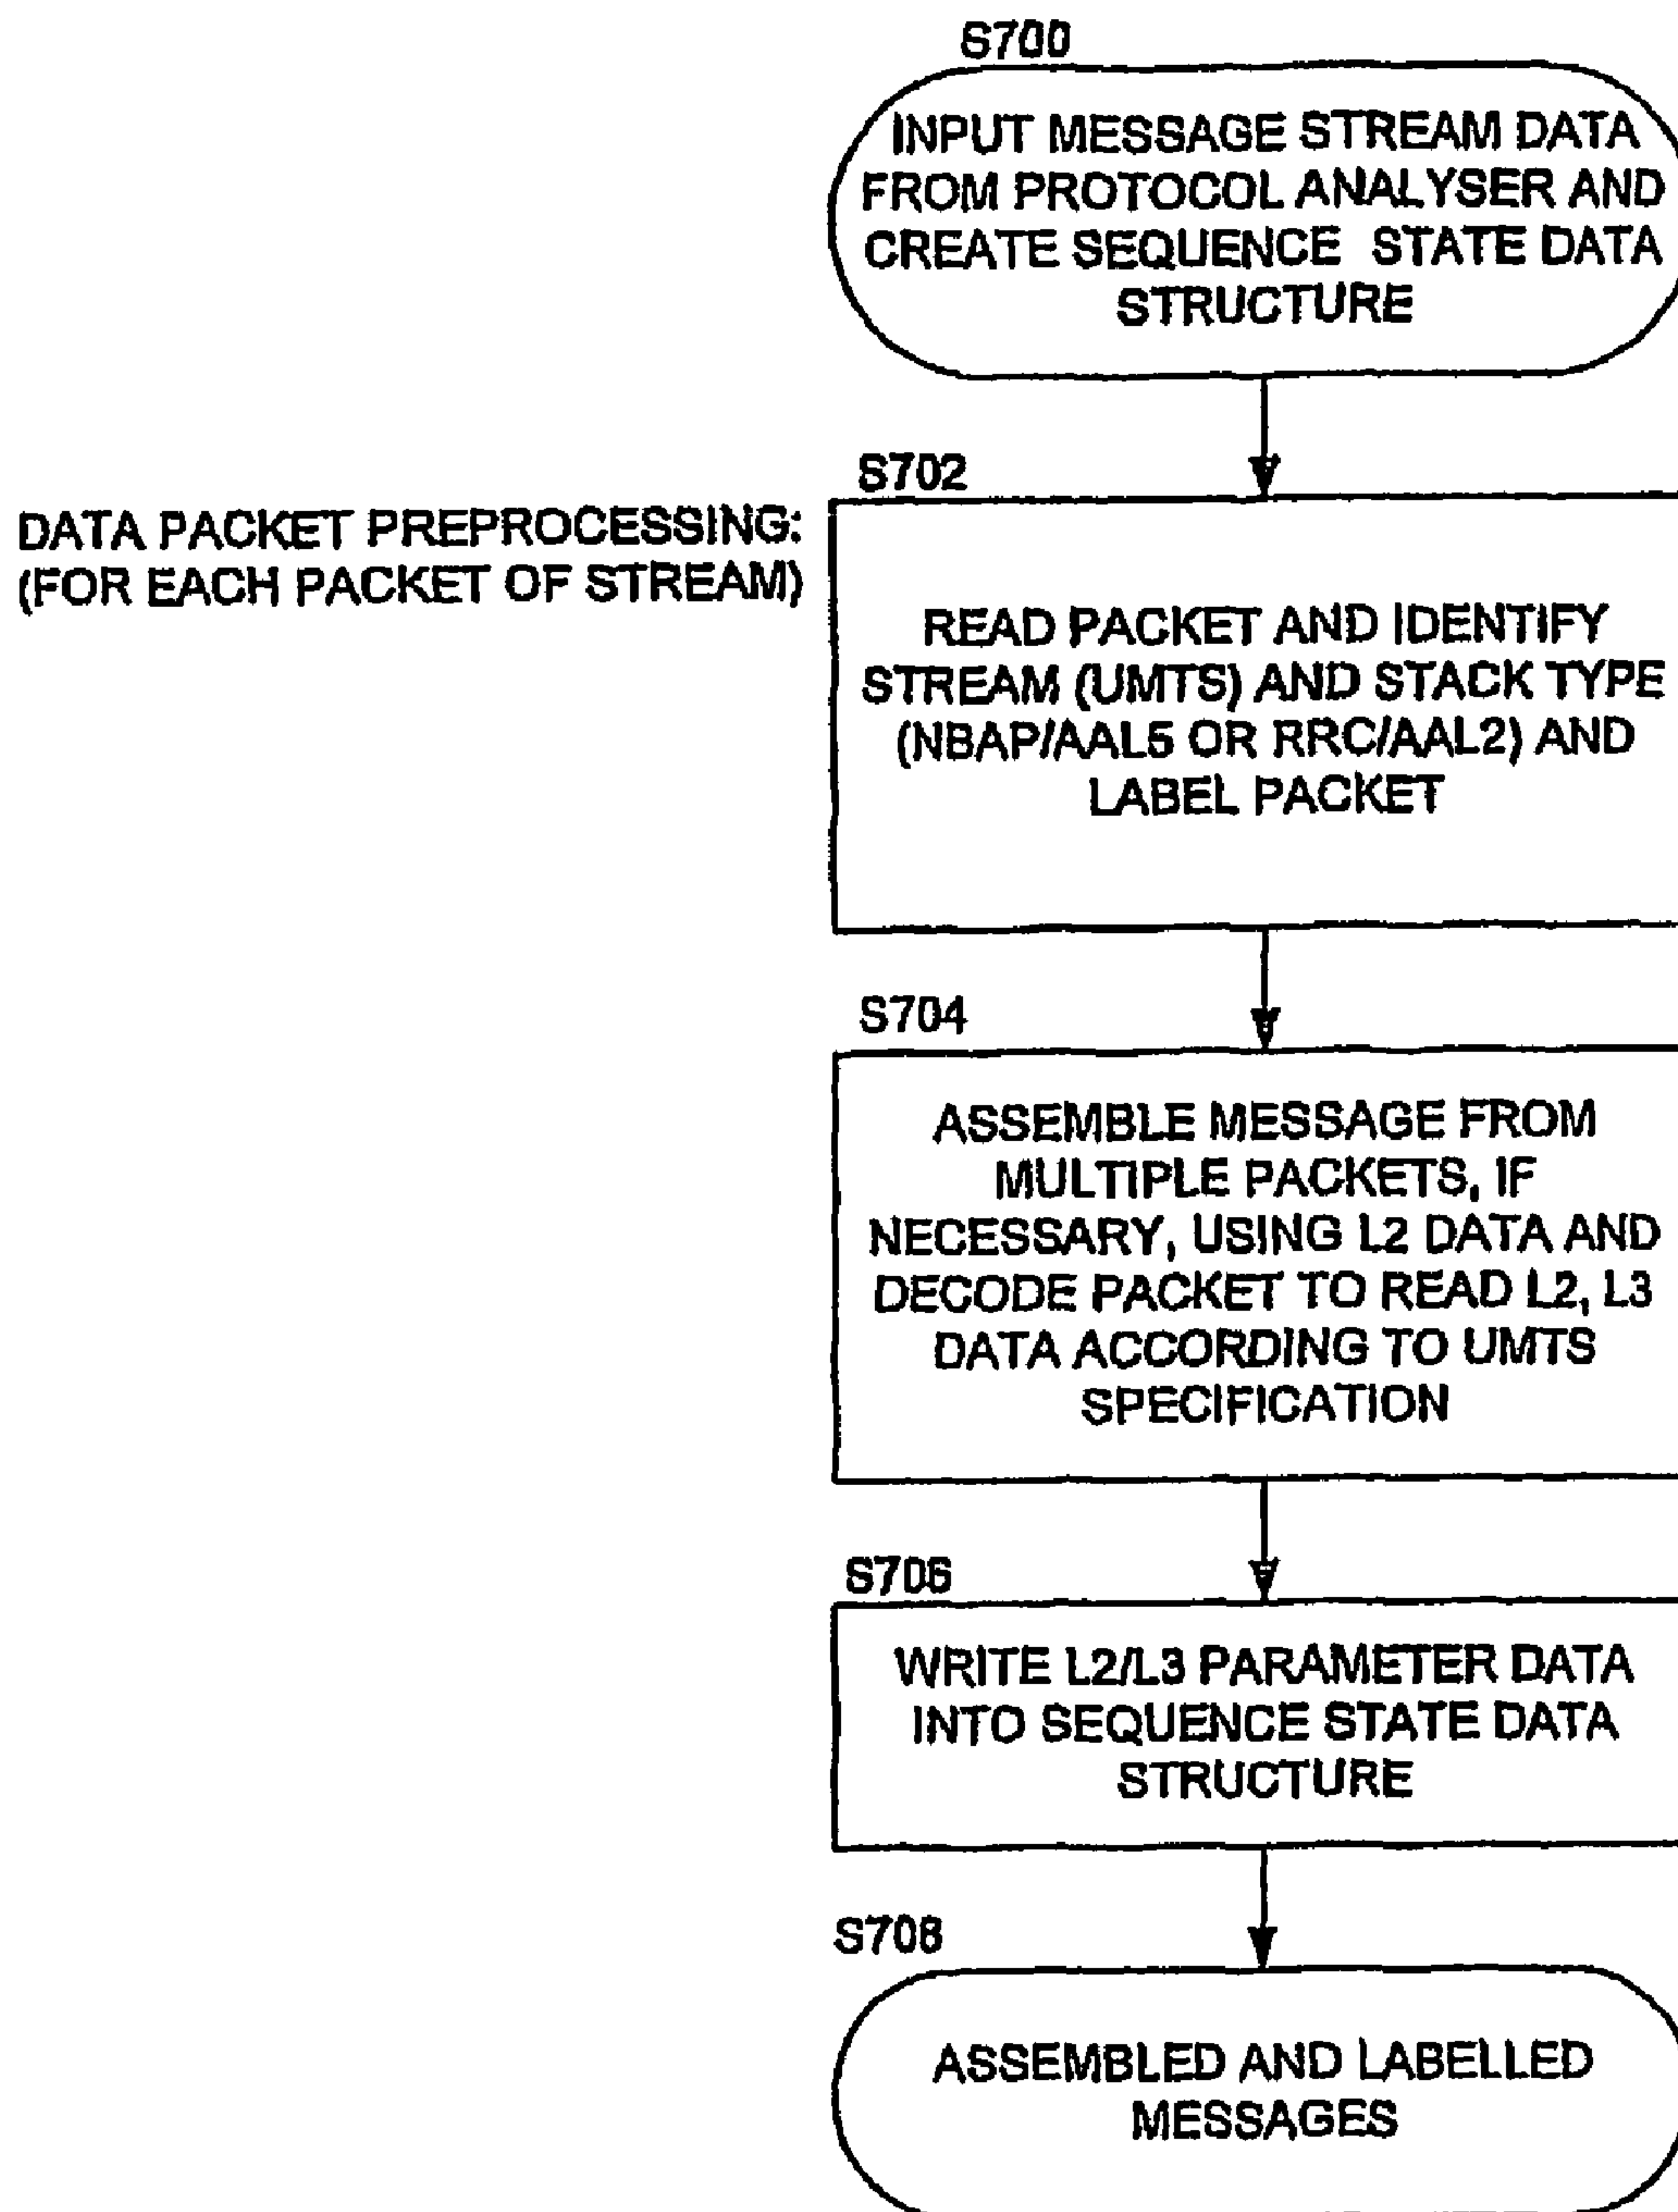 S700
INPUT MESSAGE STREAM DATA
FROM PROTOCOL ANALYSER AND
CREATE SEQUENCE STATE DATA
STRUCTURE
S702
DATA PACKET PREPROCESSING:
(FOR EACH PACKET OF STREAM)
READ PACKET AND IDENTIFY
STREAM (UMTS) AND STACK TYPE
(NBAP/AAL5 OR RRC/AAL2) AND
LABEL PACKET
S704
ASSEMBLE MESSAGE FROM
MULTIPLE PACKETS, IF
NECESSARY, USING L2 DATA AND
DECODE PACKET TO READ L2, L3
DATA ACCORDING TO UMTS
SPECIFICATION
S706
WRITE L2/L3 PARAMETER DATA
INTO SEQUENCE STATE DATA
STRUCTURE
S708
ASSEMBLED AND LABELLED
MESSAGES